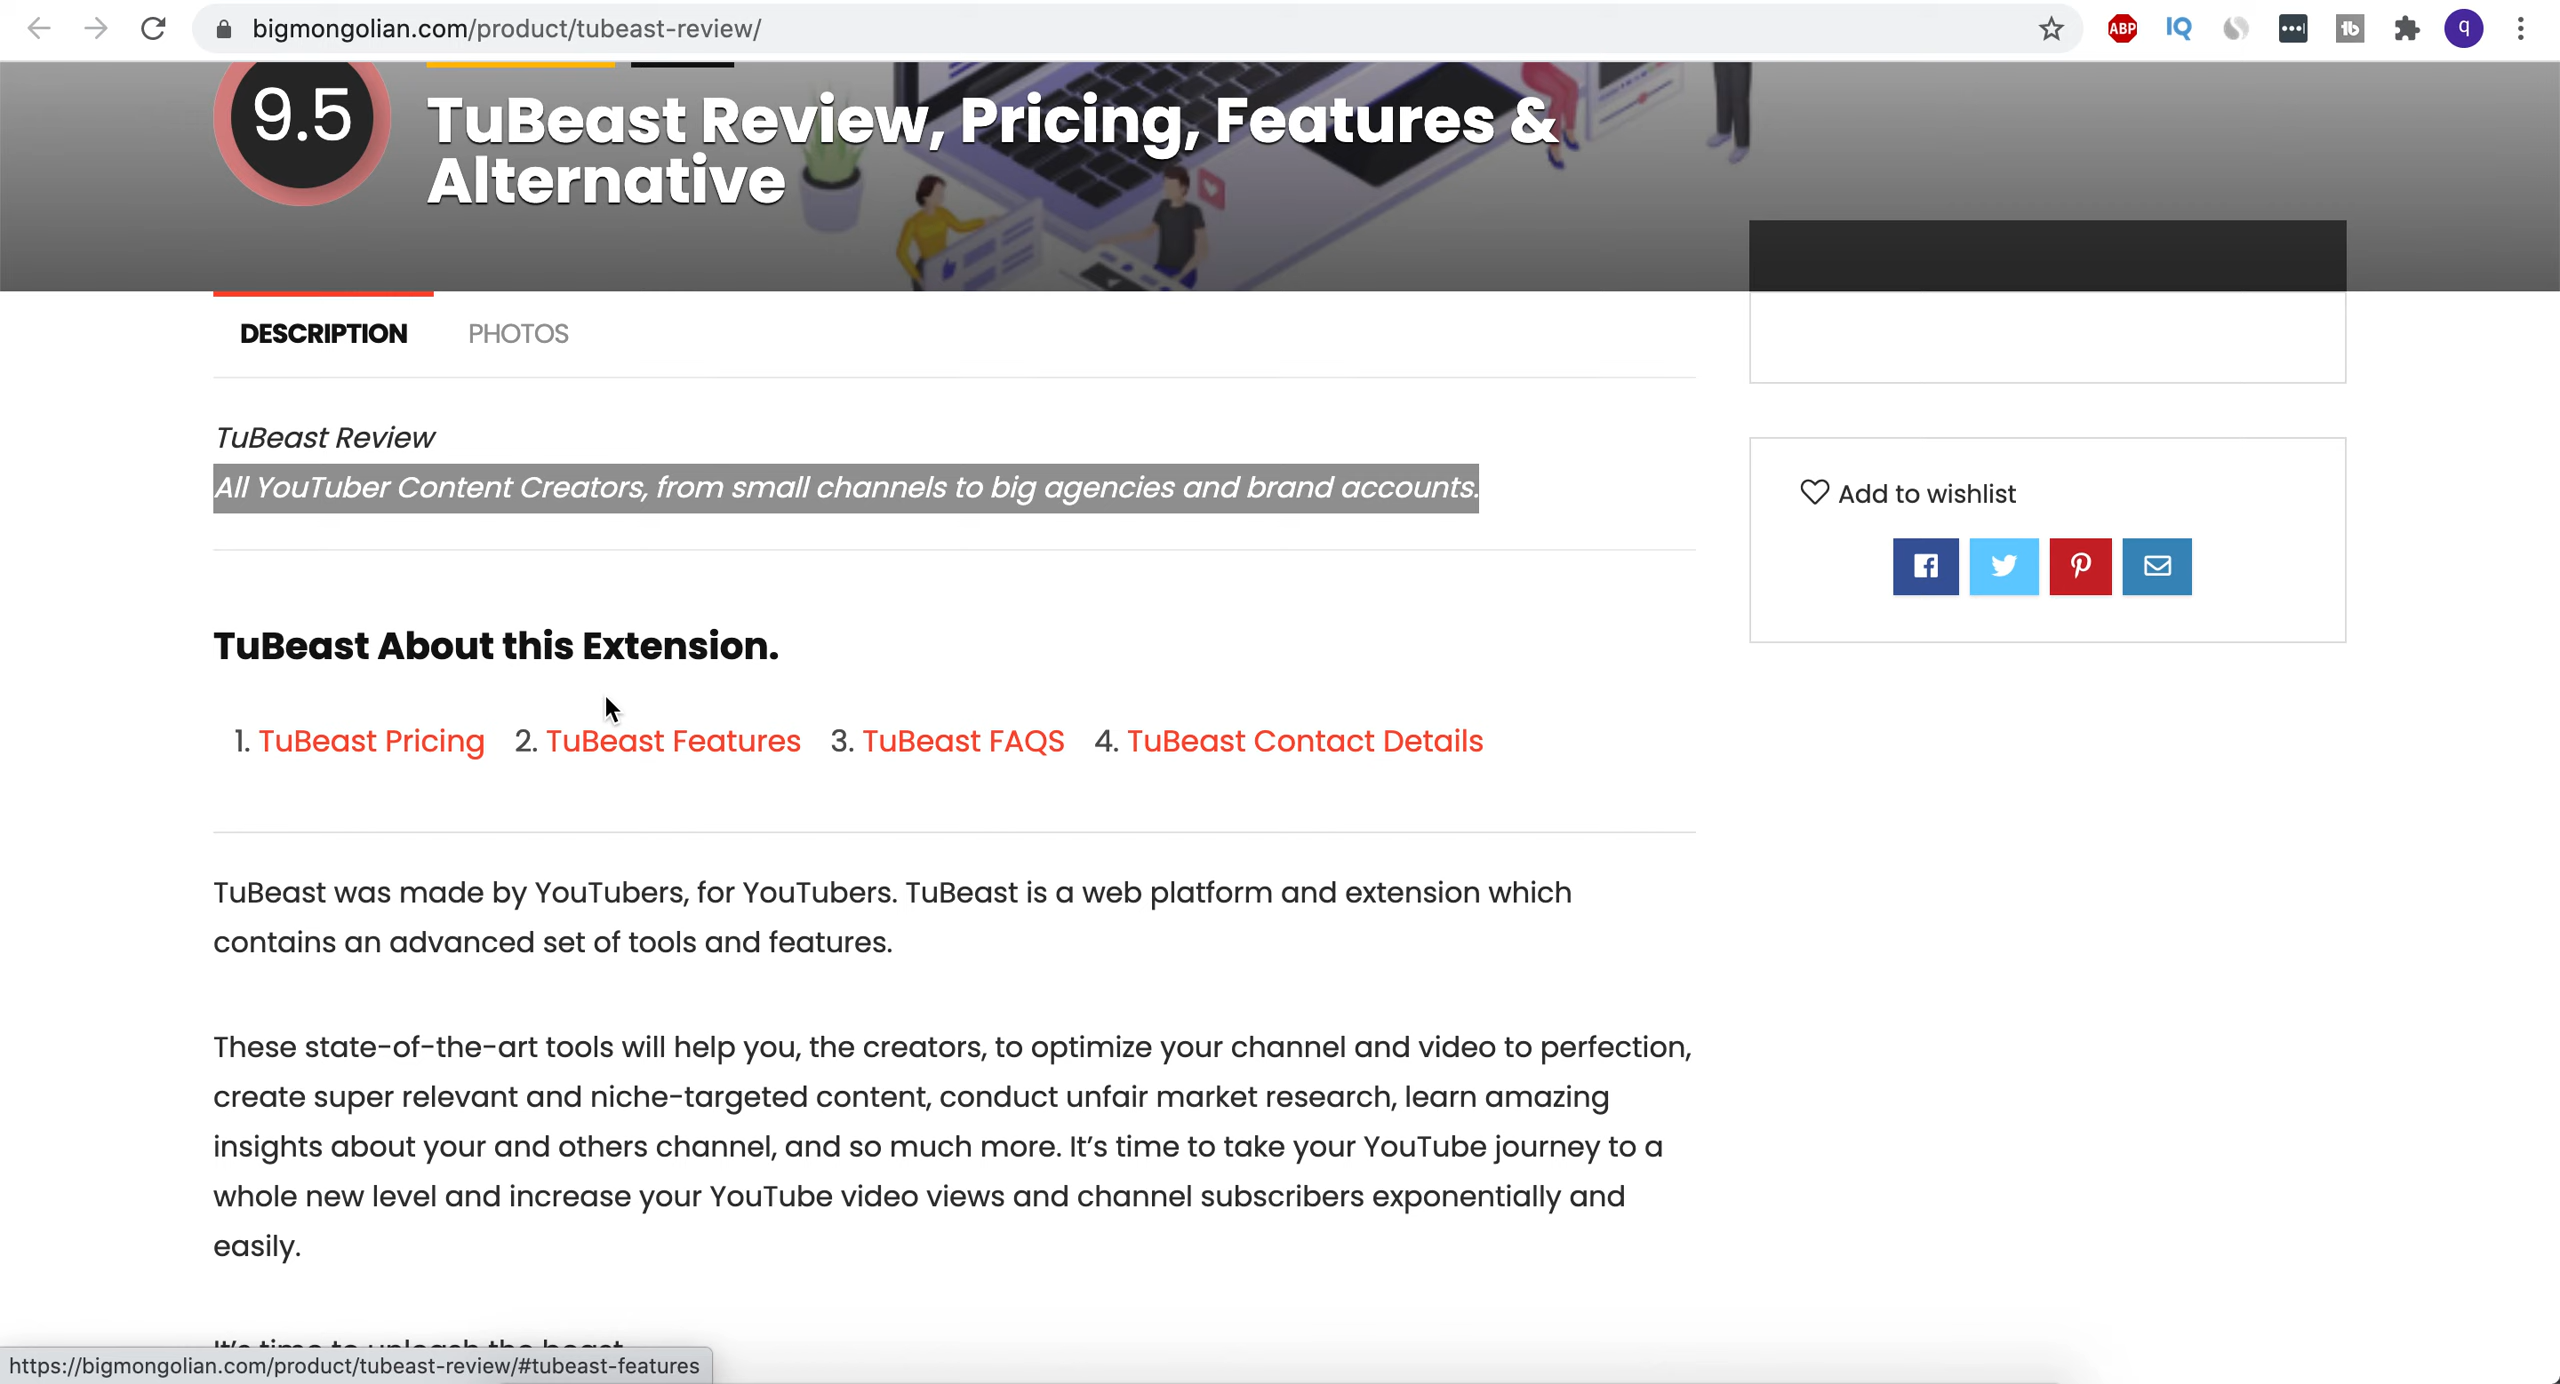 bigmongolian.com/product/tubeast-review/
ABP
IQ
tb
q
9.5
TuBeast Review, Pricing, Features &
Alternative
DESCRIPTION
PHOTOS
TuBeast Review
All YouTuber Content Creators, from small channels to big agencies and brand accounts.
Add to wishlist
TuBeast About this Extension.
1. TuBeast Pricing 2. TuBeast Features 3. TuBeast FAQS 4. TuBeast Contact Details
TuBeast was made by YouTubers, for YouTubers. TuBeast is a web platform and extension which
contains an advanced set of tools and features.
These state-of-the-art tools will help you, the creators, to optimize your channel and video to perfection,
create super relevant and niche-targeted content, conduct unfair market research, learn amazing
insights about your and others channel, and so much more. It's time to take your YouTube journey to a
whole new level and increase your YouTube video views and channel subscribers exponentially and
easily.
It's time to unleash the beast
https://bigmongolian.com/product/tubeast-review/#tubeast-features